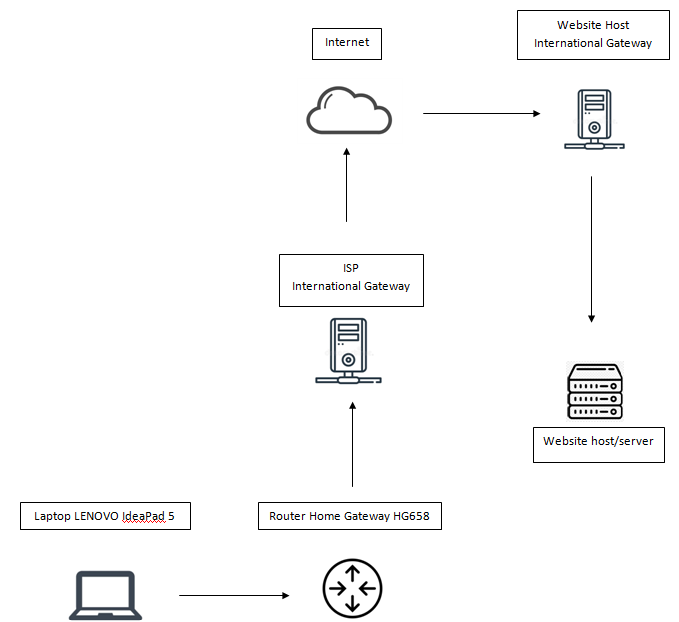 Internet
Website Host
International Gateway
ISP
International Gateway
Website host/server
Laptop LENOVO IdeaPad 5
Router Home Gateway HG658